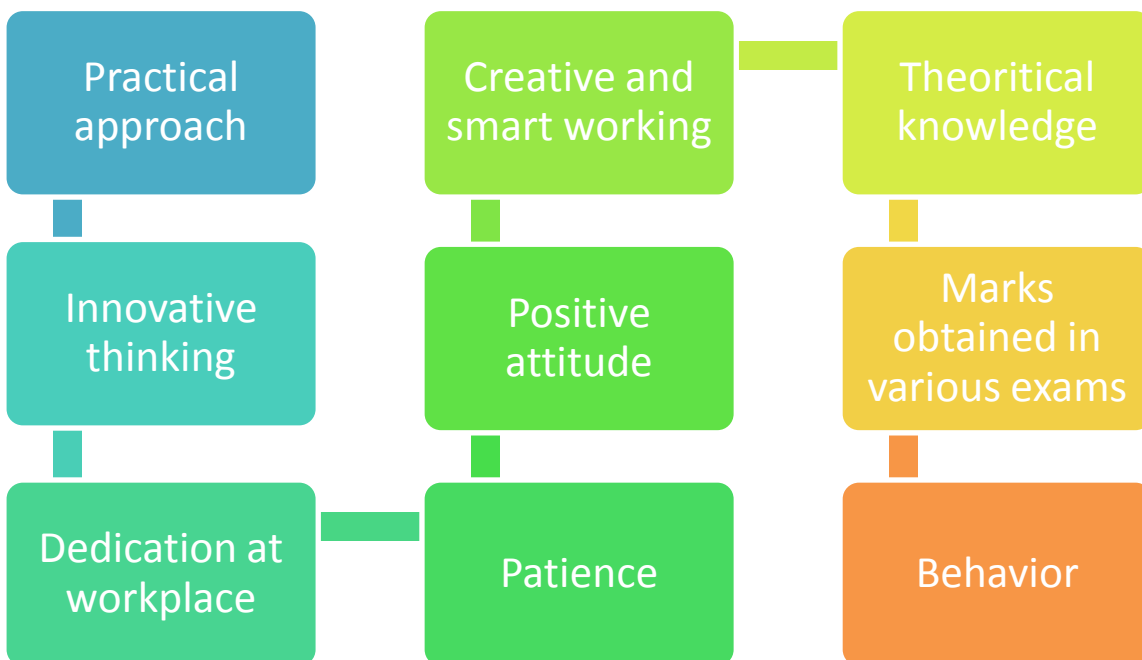 Practical
approach
Innovative
thinking
Dedication at
workplace
Patience
Positive
attitude
Creative and
smart working
Theoritical
knowledge
Marks
obtained in
various exams
Behavior